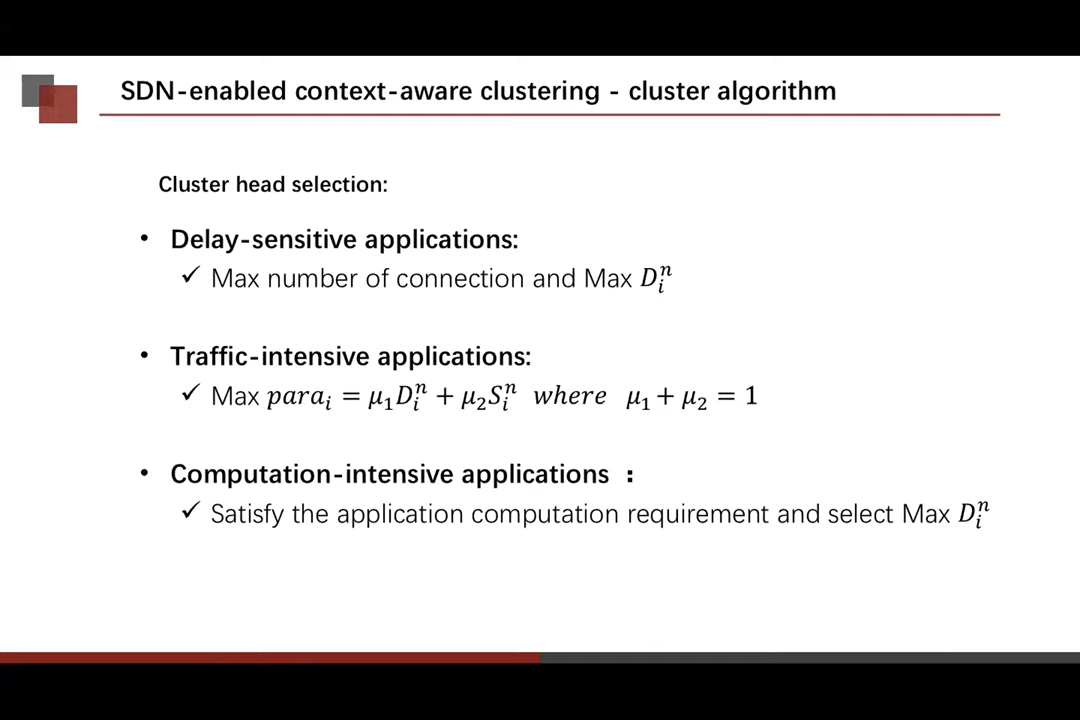 SDN-enabled context-aware clustering - cluster algorithm
Cluster head selection:
• Delay-sensitive applications:
✓ Max number of connection and Max $D_i^n$
• Traffic-intensive applications:
✓ Max $para_i = \mu_1 D_i^n + \mu_2 S_i^n$ where $\mu_1 + \mu_2 = 1$
• Computation-intensive applications :
✓ Satisfy the application computation requirement and select Max $D_i^n$